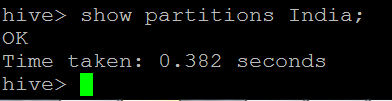 hive> show partitions India;
OK
Time taken: 0.382 seconds
hive>